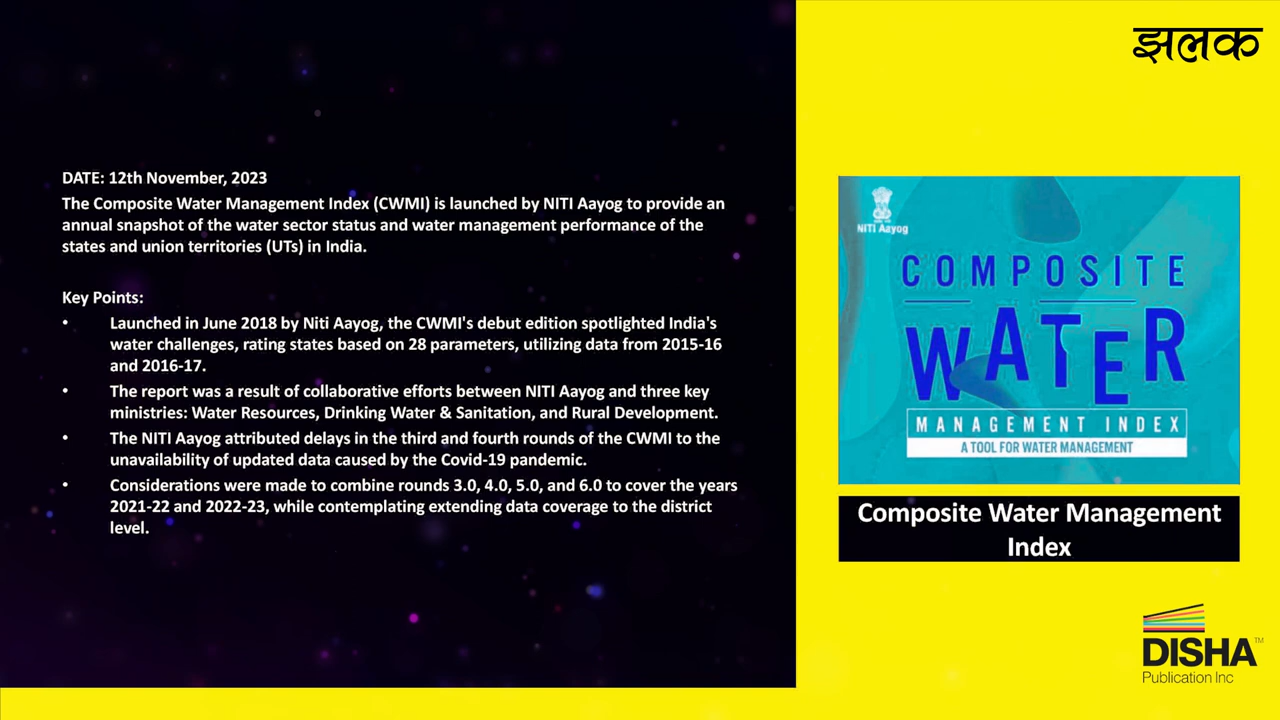 झलक
DATE: 12th November, 2023
The Composite Water Management Index (CWMI) is launched by NITI Aayog to provide an
annual snapshot of the water sector status and water management performance of the
states and union territories (UTs) in India.
Key Points:
• Launched in June 2018 by Niti Aayog, the CWMI's debut edition spotlighted India's
water challenges, rating states based on 28 parameters, utilizing data from 2015-16
and 2016-17.
• The report was a result of collaborative efforts between NITI Aayog and three key
ministries: Water Resources, Drinking Water & Sanitation, and Rural Development.
• The NITI Aayog attributed delays in the third and fourth rounds of the CWMI to the
unavailability of updated data caused by the Covid-19 pandemic.
• Considerations were made to combine rounds 3.0, 4.0, 5.0, and 6.0 to cover the years
2021-22 and 2022-23, while contemplating extending data coverage to the district
level.
NITI Aayog
COMPOSITE
WATER
MANAGEMENT INDEX
A TOOL FOR WATER MANAGEMENT
Composite Water Management
Index
DISHA TM
Publication Inc